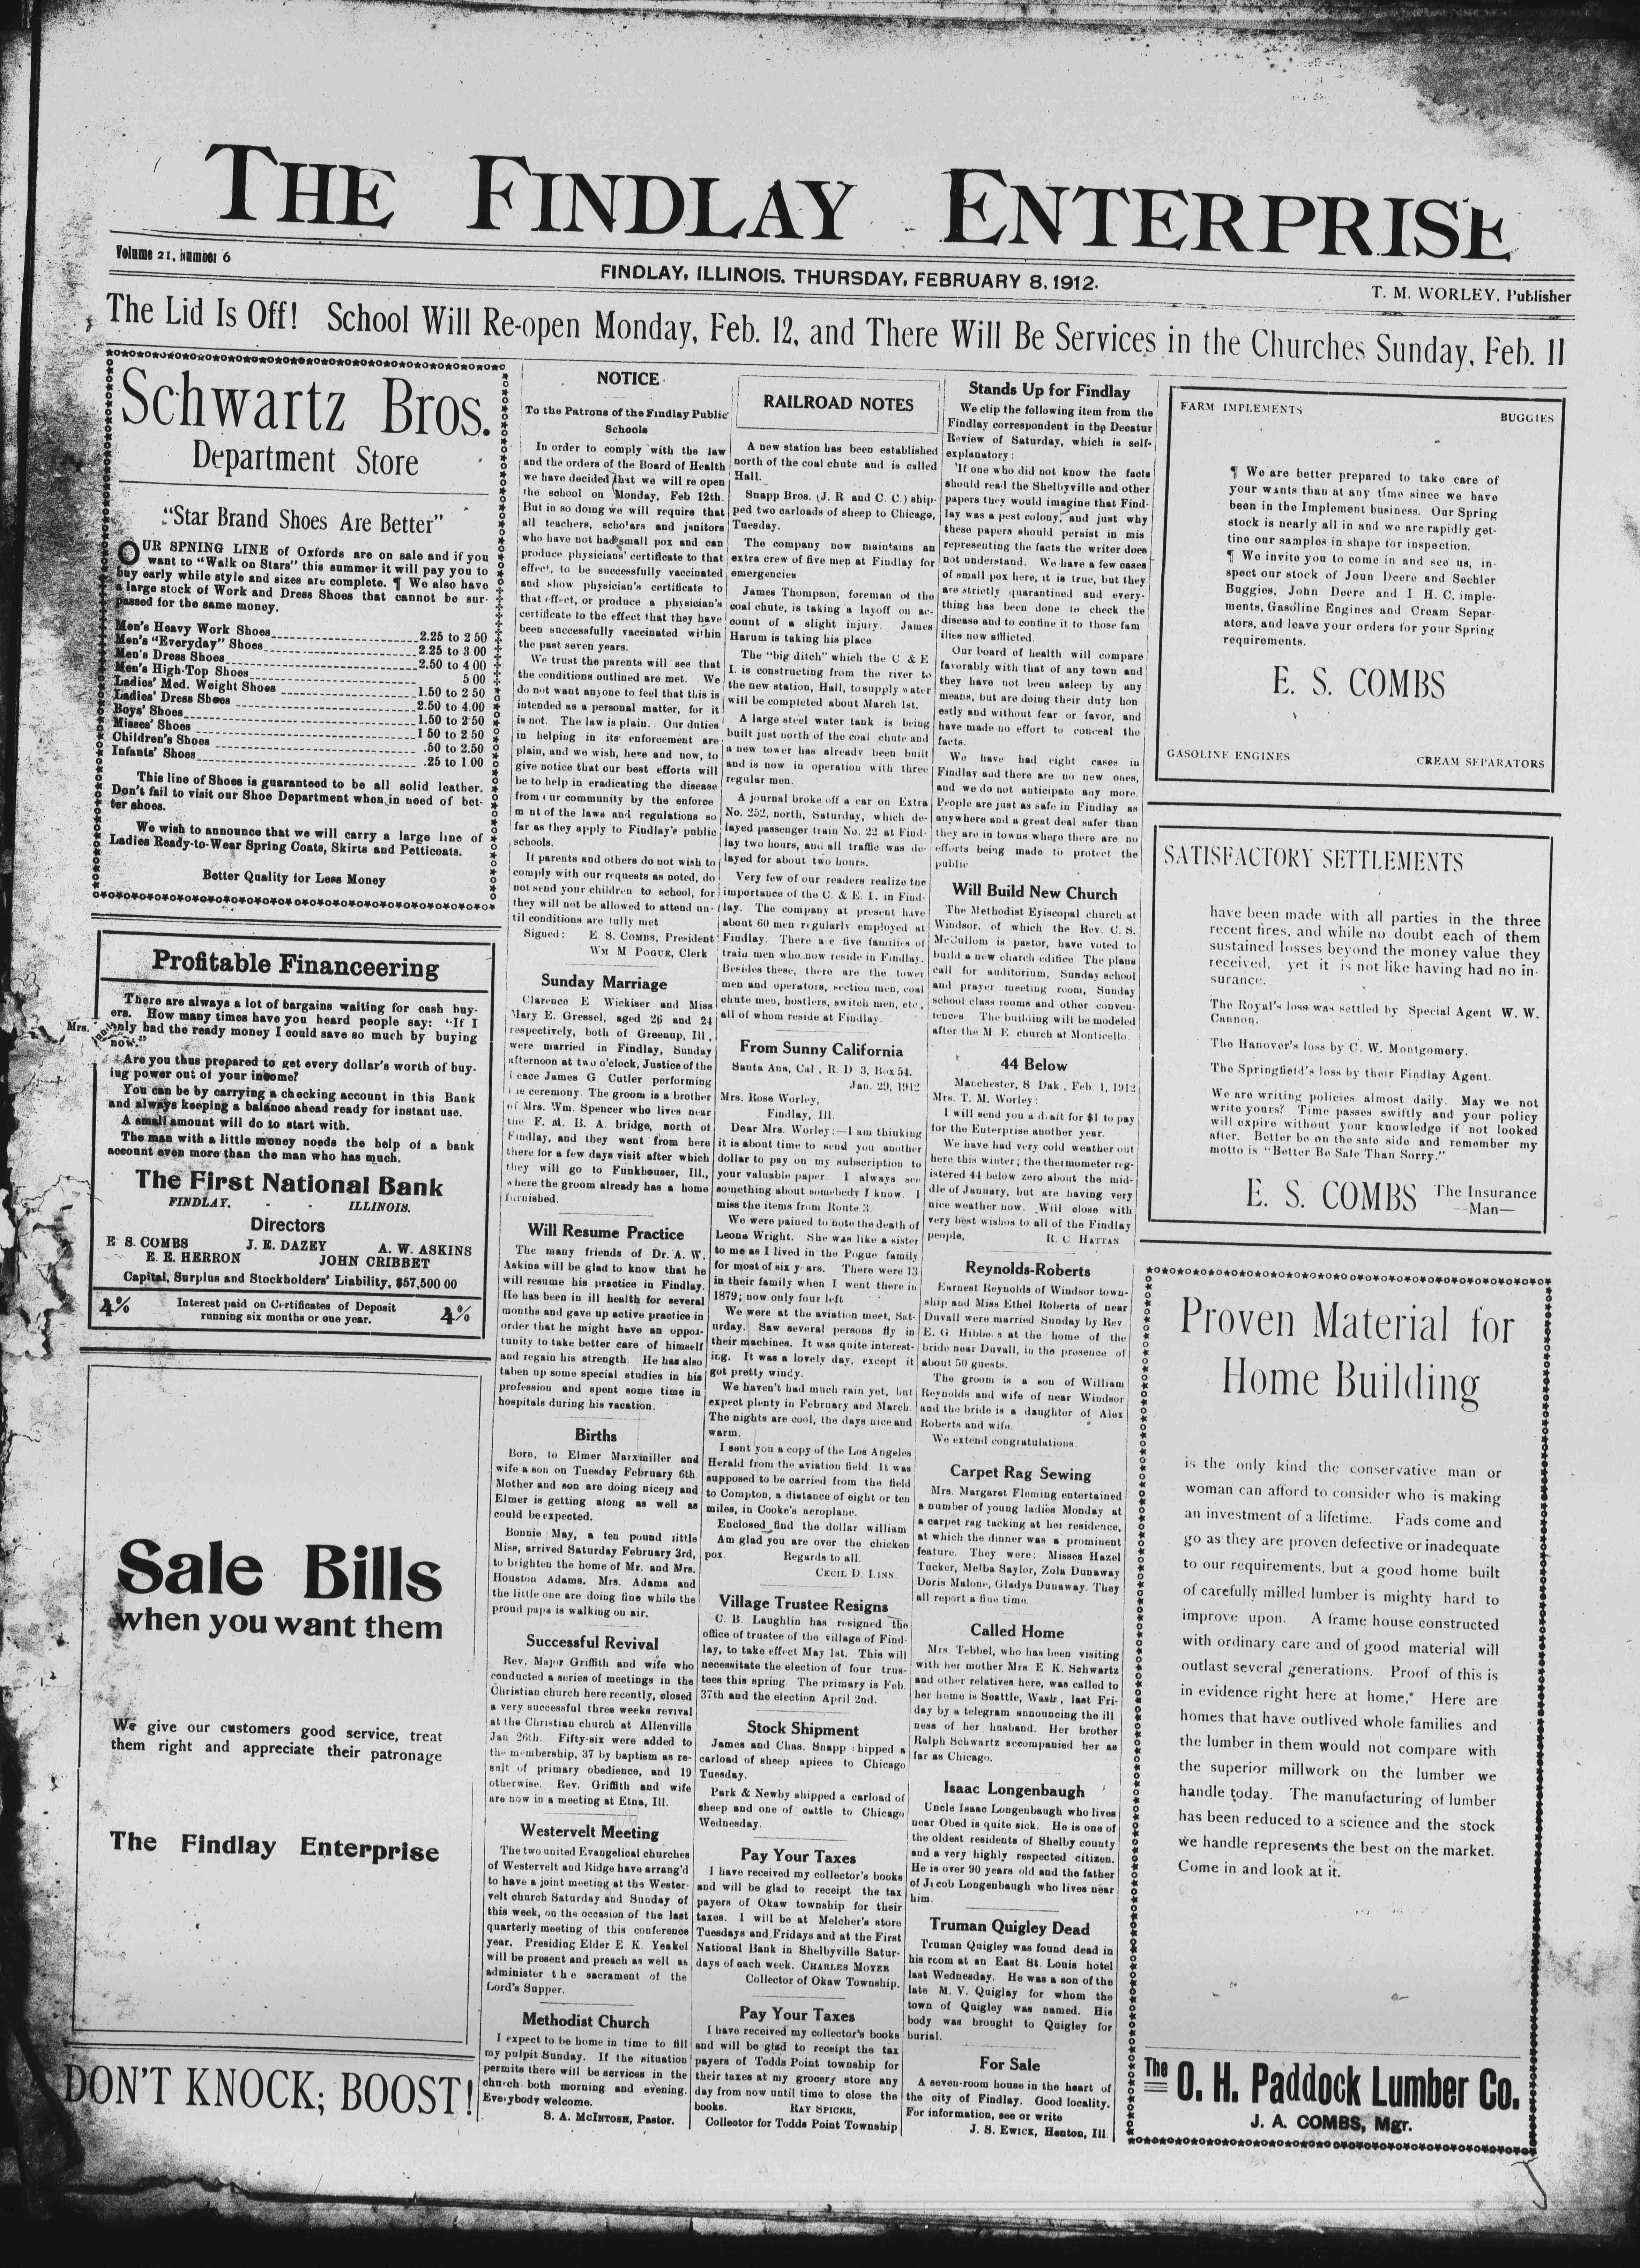 THE FINDLAY ENTERPRISE
Volume 21, Number 6
FINDLAY, ILLINOIS. THURSDAY, FEBRUARY 8, 1912.
T. M. WORLEY, Publisher
The Lid Is Off! School Will Re-open Monday, Feb. 12, and There Will Be Services in the Churches Sunday, Feb. 11
Schwartz Bros.
Department Store
"Star Brand Shoes Are Better"
OUR SPNING LINE of Oxfords are on sale and if you
want to "Walk on Stars" this summer it will pay you to
buy early while style and sizes are complete. ¶ We also have
a large stock of Work and Dress Shoes that cannot be sur-
passed for the same money.
Men's Heavy Work Shoes 2.25 to 2 50
Men's "Everyday" Shoes 2.25 to 3 00
Men's Dress Shoes 2.50 to 4 00
Men's High-Top Shoes 5 00
Ladies' Med. Weight Shoes 1.50 to 2 50
Ladies' Dress Shoes 2.50 to 4.00
Boys' Shoes 1.50 to 2 50
Misses' Shoes 1 50 to 2 50
Children's Shoes .50 to 2.50
Infants' Shoes .25 to 1.00
This line of Shoes is guaranteed to be all solid leather.
Don't fail to visit our Shoe Department when in need of bet-
ter shoes.
We wish to announce that we will carry a large line of
Ladies Ready-to-Wear Spring Coats, Skirts and Petticoats.
Better Quality for Less Money
Profitable Financeering
There are always a lot of bargains waiting for cash buy-
ers. How many times have you heard people say: "If I
only had the ready money I could save so much by buying
now."
Mrs.
Are you thus prepared to get every dollar's worth of buy-
ing power out of your income?
You can be by carrying a checking account in this Bank
and always keeping a balance ahead ready for instant use.
A small amount will do to start with.
The man with a little money needs the help of a bank
account even more than the man who has much.
The First National Bank
FINDLAY, - - ILLINOIS.
Directors
E S. COMBS J. E. DAZEY A. W. ASKINS
E. E. HERRON JOHN CRIBBET
Capital, Surplus and Stockholders' Liability, $57,500 00
4% Interest paid on Certificates of Deposit 4%
running six months or one year.
Sale Bills
when you want them
We give our customers good service, treat
them right and appreciate their patronage
The Findlay Enterprise
DON'T KNOCK; BOOST!
NOTICE
To the Patrons of the Findlay Public
Schools
In order to comply with the law
and the orders of the Board of Health
we have decided that we will re open
the school on Monday, Feb 12th.
But in so doing we will require that
all teachers, scholars and janitors
who have not had small pox and can
produce physicians' certificate to that
effect, to be successfully vaccinated
and show physician's certificate to
that effect, or produce a physician's
certificate to the effect that they have
been successfully vaccinated within
the past seven years.
We trust the parents will see that
the conditions outlined are met. We
do not want anyone to feel that this is
intended as a personal matter, for it
is not. The law is plain. Our duties
in helping in its enforcement are
plain, and we wish, here and now, to
give notice that our best efforts will
be to help in eradicating the disease
from our community by the enforce
m nt of the laws and regulations so
far as they apply to Findlay's public
schools.
If parents and others do not wish to
comply with our requests as noted, do
not send your children to school, for
they will not be allowed to attend un-
til conditions are fully met
Signed: E S. COMBS, President
WM M POGUE, Clerk
Sunday Marriage
Clarence E Wickiser and Miss
Mary E. Gressel, aged 26 and 24
respectively, both of Greenup, Ill,
were married in Findlay, Sunday
afternoon at two o'clock, Justice of the
Peace James G Cutler performing
the ceremony. The groom is a brother
of Mrs. Wm. Spencer who lives near
the F. M. B. A. bridge, north of
Findlay, and they went from here
there for a few days visit after which
they will go to Funkhouser, Ill.,
where the groom already has a home
furnished.
Will Resume Practice
The many friends of Dr. A. W.
Askins will be glad to know that he
will resume his practice in Findlay.
He has been in ill health for several
months and gave up active practice in
order that he might have an oppor-
tunity to take better care of himself
and regain his strength. He has also
taken up some special studies in his
profession and spent some time in
hospitals during his vacation.
Births
Born, to Elmer Marxmiller and
wife a son on Tuesday February 6th.
Mother and son are doing nicely and
Elmer is getting along as well as
could be expected.
Bonnie May, a ten pound little
Miss, arrived Saturday February 3rd,
to brighten the home of Mr. and Mrs.
Houston Adams. Mrs. Adams and
the little one are doing fine while the
proud papa is walking on air.
Successful Revival
Rev. Major Griffith and wife who
conducted a series of meetings in the
Christian church here recently, closed
a very successful three weeks revival
at the Christian church at Allenville
Jan 26th. Fifty-six were added to
the membership, 37 by baptism as re-
sult of primary obedience, and 19
otherwise. Rev. Griffith and wife
are now in a meeting at Etna, Ill.
Westervelt Meeting
The two united Evangelical churches
of Westervelt and Ridge have arrang'd
to have a joint meeting at the Wester-
velt church Saturday and Sunday of
this week, on the occasion of the last
quarterly meeting of this conference
year. Presiding Elder E. K. Yeakel
will be present and preach as well as
administer the sacrament of the
Lord's Supper.
Methodist Church
I expect to be home in time to fill
my pulpit Sunday. If the situation
permits there will be services in the
church both morning and evening.
Everybody welcome.
S. A. McINTOSH, Pastor.
RAILROAD NOTES
A new station has been established
north of the coal chute and is called
Hall.
Snapp Bros. (J. R and C. C.) ship-
ped two carloads of sheep to Chicago,
Tuesday.
The company now maintains an
extra crew of five men at Findlay for
emergencies
James Thompson, foreman of the
coal chute, is taking a layoff on ac-
count of a slight injury. James
Harum is taking his place
The "big ditch" which the C & E
I. is constructing from the river to
the new station, Hall, to supply water
will be completed about March 1st.
A large steel water tank is being
built just north of the coal chute and
a new tower has already been built
and is now in operation with three
regular men.
A journal broke off a car on Extra
No. 252, north, Saturday, which de-
layed passenger train No. 22 at Find-
lay two hours, and all traffic was de-
layed for about two hours.
Very few of our readers realize tne
importance of the C. & E. I. in Find-
lay. The company at present have
about 60 men regularly employed at
Findlay. There are five families of
train men who now reside in Findlay.
Besides these, there are the tower
men and operators, section men, coal
chute men, hostlers, switch men, etc,
all of whom reside at Findlay.
From Sunny California
Santa Ana, Cal, R. D 3, Box 54.
Jan. 29, 1912
Mrs. Rose Worley,
Findlay, Ill.
Dear Mrs. Worley:—I am thinking
it is about time to send you another
dollar to pay on my subscription to
your valuable paper. I always see
something about somebody I know. I
miss the items from Route 3.
We were pained to note the death of
Leona Wright. She was like a sister
to me as I lived in the Pogue family
for most of six y ars. There were 13
in their family when I went there in
1879; now only four left
We were at the aviation meet, Sat-
urday. Saw several persons fly in
their machines. It was quite interest-
ing. It was a lovely day, except it
got pretty windy.
We haven't had much rain yet, but
expect plenty in February and March.
The nights are cool, the days nice and
warm.
I sent you a copy of the Los Angeles
Herald from the aviation field. It was
supposed to be carried from the field
to Compton, a distance of eight or ten
miles, in Cooke's aeroplane.
Enclosed find the dollar william
Am glad you are over the chicken
pox. Regards to all.
CECIL D. LINN.
Village Trustee Resigns
C. B Laughlin has resigned the
office of trustee of the village of Find-
lay, to take effect May 1st. This will
necessitate the election of four trus-
tees this spring. The primary is Feb.
37th and the election April 2nd.
Stock Shipment
James and Chas. Snapp shipped a
carload of sheep apiece to Chicago
Tuesday.
Park & Newby shipped a carload of
sheep and one of cattle to Chicago
Wednesday.
Pay Your Taxes
I have received my collector's books
and will be glad to receipt the tax
payers of Okaw township for their
taxes. I will be at Melcher's store
Tuesdays and Fridays and at the First
National Bank in Shelbyville Satur-
days of each week. CHARLES MOYER
Collector of Okaw Township.
Pay Your Taxes
I have received my collector's books
and will be glad to receipt the tax
payers of Todds Point township for
their taxes at my grocery store any
day from now until time to close the
books. RAY SPICER,
Collector for Todds Point Township
Stands Up for Findlay
We clip the following item from the
Findlay correspondent in the Decatur
Review of Saturday, which is self-
explanatory:
'If one who did not know the facts
should read the Shelbyville and other
papers they would imagine that Find-
lay was a pest colony, and just why
these papers should persist in mis
representing the facts the writer does
not understand. We have a few cases
of small pox here, it is true, but they
are strictly quarantined and every-
thing has been done to check the
disease and to confine it to those fam
ilies now afflicted.
Our board of health will compare
favorably with that of any town and
they have not been asleep by any
means, but are doing their duty hon
estly and without fear or favor, and
have made no effort to conceal the
facts.
We have had eight cases in
Findlay and there are no new ones,
and we do not anticipate any more.
People are just as safe in Findlay as
anywhere and a great deal safer than
they are in towns where there are no
efforts being made to protect the
public
Will Build New Church
The Methodist Eyiscopal church at
Windsor, of which the Rev. C. S.
McCullom is pastor, have voted to
build a new church edifice The plans
call for auditorium, Sunday school
and prayer meeting room, Sunday
school class rooms and other conven-
iences The building will be modeled
after the M. E. church at Monticello.
44 Below
Manchester, S Dak, Feb 1, 1912
Mrs. T. M. Worley:
I will send you a draft for $1 to pay
for the Enterprise another year.
We have had very cold weather out
here this winter; the thermometer reg-
istered 44 below zero about the mid-
dle of January, but are having very
nice weather now. Will close with
very best wishes to all of the Findlay
people, R. C HATTAN
Reynolds-Roberts
Earnest Reynolds of Windsor town-
ship and Miss Ethel Roberts of near
Duvall were married Sunday by Rev
E. G. Hibbe s at the home of the
bride near Duvall, in the presence of
about 50 guests.
The groom is a son of William
Reynolds and wife of near Windsor
and the bride is a daughter of Alex
Roberts and wife.
We extend congratulations.
Carpet Rag Sewing
Mrs. Margaret Fleming entertained
a number of young ladies Monday at
a carpet rag tacking at her residence,
at which the dinner was a prominent
feature. They were: Misses Hazel
Tucker, Melba Saylor, Zola Dunaway
Doris Malone, Gladys Dunaway. They
all report a fine time.
Called Home
Mrs. Tebbel, who has been visiting
with her mother Mrs E. K. Schwartz
and other relatives here, was called to
her home is Seattle, Wash, last Fri-
day by a telegram announcing the ill
ness of her husband. Her brother
Ralph Schwartz accompanied her as
far as Chicago.
Isaac Longenbaugh
Uncle Isaac Longenbaugh who lives
near Obed is quite sick. He is one of
the oldest residents of Shelby county
and a very highly respected citizen.
He is over 90 years old and the father
of Jacob Longenbaugh who lives near
him.
Truman Quigley Dead
Truman Quigley was found dead in
his room at an East St. Louis hotel
last Wednesday. He was a son of the
late M. V. Quiglay for whom the
town of Quigley was named. His
body was brought to Quigley for
burial.
For Sale
A seven-room house in the heart of
the city of Findlay. Good locality.
For information, see or write
J. S. EWICK, Henton, Ill.
FARM IMPLEMENTS BUGGIES
¶ We are better prepared to take care of
your wants than at any time since we have
been in the Implement business. Our Spring
stock is nearly all in and we are rapidly get-
tine our samples in shape for inspection.
¶ We invite you to come in and see us, in-
spect our stock of Joun Deere and Sechler
Buggies, John Deere and I. H. C. imple-
ments, Gasoline Engines and Cream Separ-
ators, and leave your orders for your Spring
requirements.
E. S. COMBS
GASOLINE ENGINES CREAM SEPARATORS
SATISFACTORY SETTLEMENTS
have been made with all parties in the three
recent fires, and while no doubt each of them
sustained losses beyond the money value they
received, yet it is not like having had no in-
surance.
The Royal's loss was settled by Special Agent W. W.
Cannon.
The Hanover's loss by C. W. Montgomery.
The Springfield's loss by their Findlay Agent.
We are writing policies almost daily. May we not
write yours? Time passes swiftly and your policy
will expire without your knowledge if not looked
after. Better be on the safe side and remember my
motto is "Better Be Safe Than Sorry."
E. S. COMBS The Insurance
—Man—
Proven Material for
Home Building
is the only kind the conservative man or
woman can afford to consider who is making
an investment of a lifetime. Fads come and
go as they are proven defective or inadequate
to our requirements, but a good home built
of carefully milled lumber is mighty hard to
improve upon. A frame house constructed
with ordinary care and of good material will
outlast several generations. Proof of this is
in evidence right here at home. Here are
homes that have outlived whole families and
the lumber in them would not compare with
the superior millwork on the lumber we
handle today. The manufacturing of lumber
has been reduced to a science and the stock
we handle represents the best on the market.
Come in and look at it.
The O. H. Paddock Lumber Co.
J. A. COMBS, Mgr.